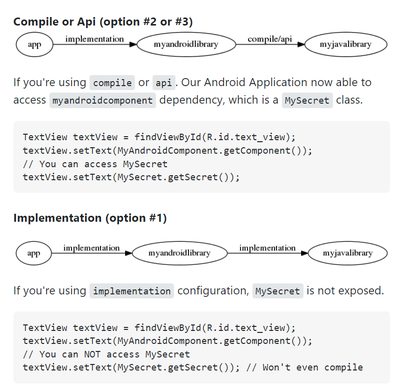 Compile or Api (option #2 or #3)
app implementation myandroidlibrary compile/api myjavalibrary
If you're using compile or api. Our Android Application now able to
access myandroidcomponent dependency, which is a MySecret class.
TextView textView = findViewById(R.id.text_view);
textView.setText(MyAndroidComponent.getComponent());
// You can access MySecret
textView.setText(MySecret.getSecret());
Implementation (option #1)
app implementation myandroidlibrary implementation myjavalibrary
If you're using implementation configuration, MySecret is not exposed.
TextView textView = findViewById(R.id.text_view);
textView.setText(MyAndroidComponent.getComponent());
// You can NOT access MySecret
textView.setText(MySecret.getSecret()); // Won't even compile